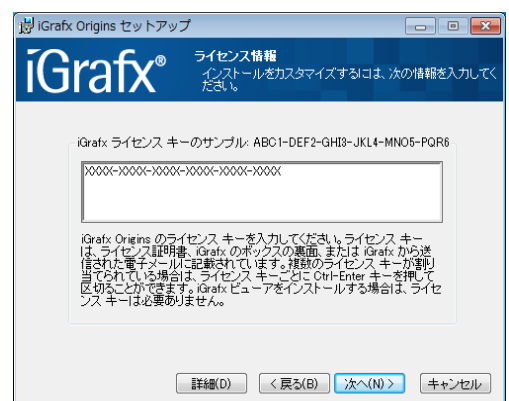 iGrafx Origins セットアップ
iGrafx®
ライセンス情報
インストールをカスタマイズするには、次の情報を入力してく
ださい。
iGrafx ライセンス キーのサンプル: ABC1-DEF2-GHI3-JKL4-MNO5-PQR6
XXXX-XXXX-XXXX-XXXX-XXXX-XXXX
iGrafx Origins のライセンス キーを入力してください。ライセンス キー
は、ライセンス証明書、iGrafx のボックスの裏面、または iGrafx から送
信された電子メールに記載されています。複数のライセンス キーが割り
当てられている場合は、ライセンス キーごとに Ctrl-Enter キーを押して
区切ることができます。iGrafx ビューアをインストールする場合は、ライセ
ンス キーは必要ありません。
詳細(D)
< 戻る(B)
次へ(N) >
キャンセル